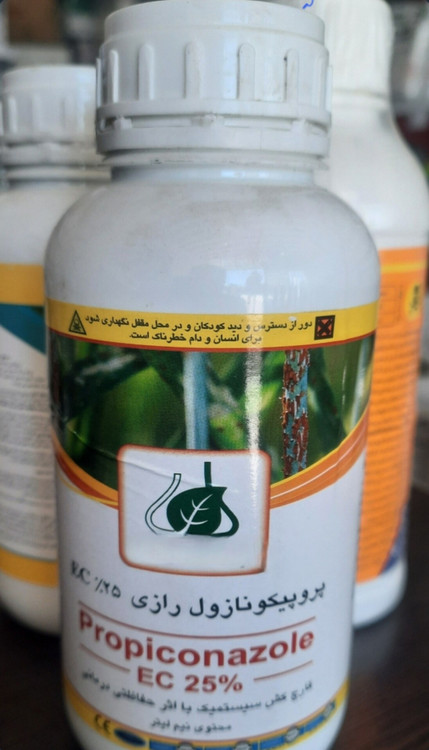 دور از دسترس و دید کودکان و در محل مقفل نگهداری شود
برای انسان و دام خطرناک است.
پروپیکونازول رازی EC %۲۵
Propiconazole
EC 25%
قارچ کش سیستمیک با اثر حفاظتی درمانی
محتوی نیم لیتر
CE